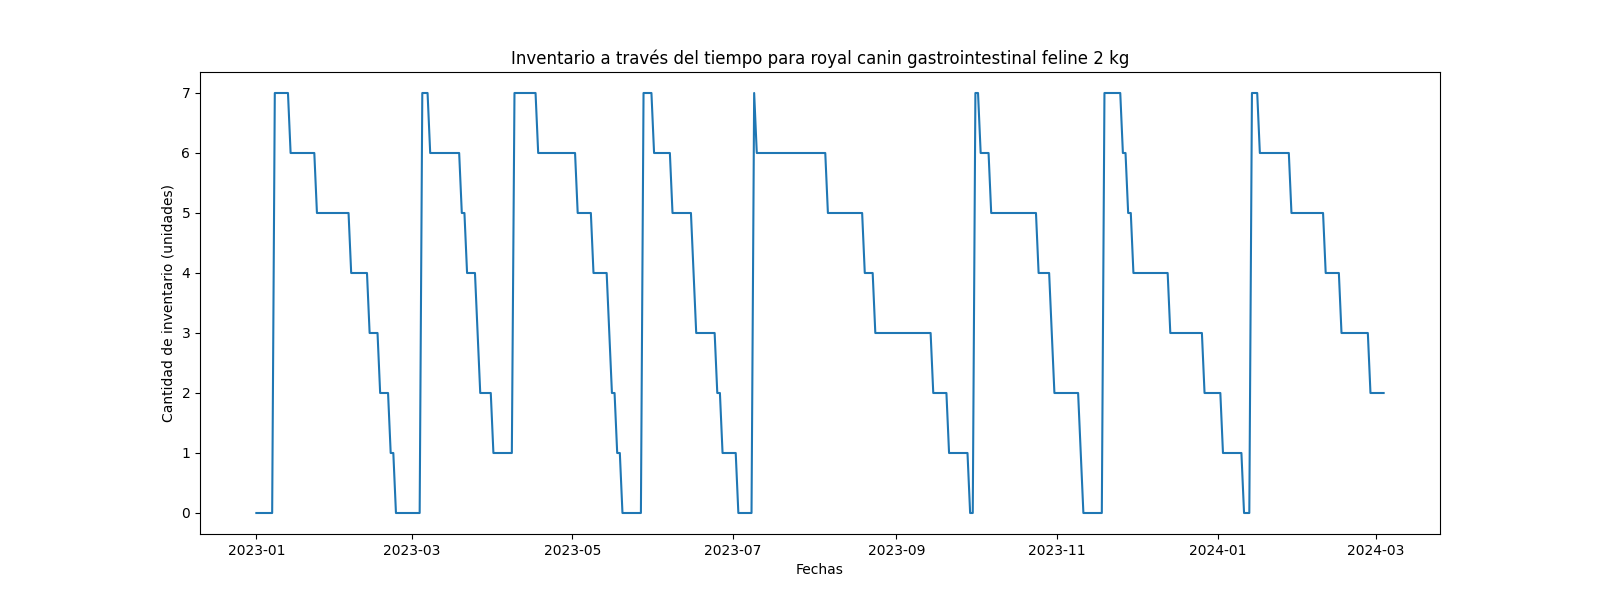 Inventario a través del tiempo para royal canin gastrointestinal feline 2 kg
Cantidad de inventario (unidades)
7
6
5
4
3
2
1
0
2023-01 2023-03 2023-05 2023-07 2023-09 2023-11 2024-01 2024-03
Fechas